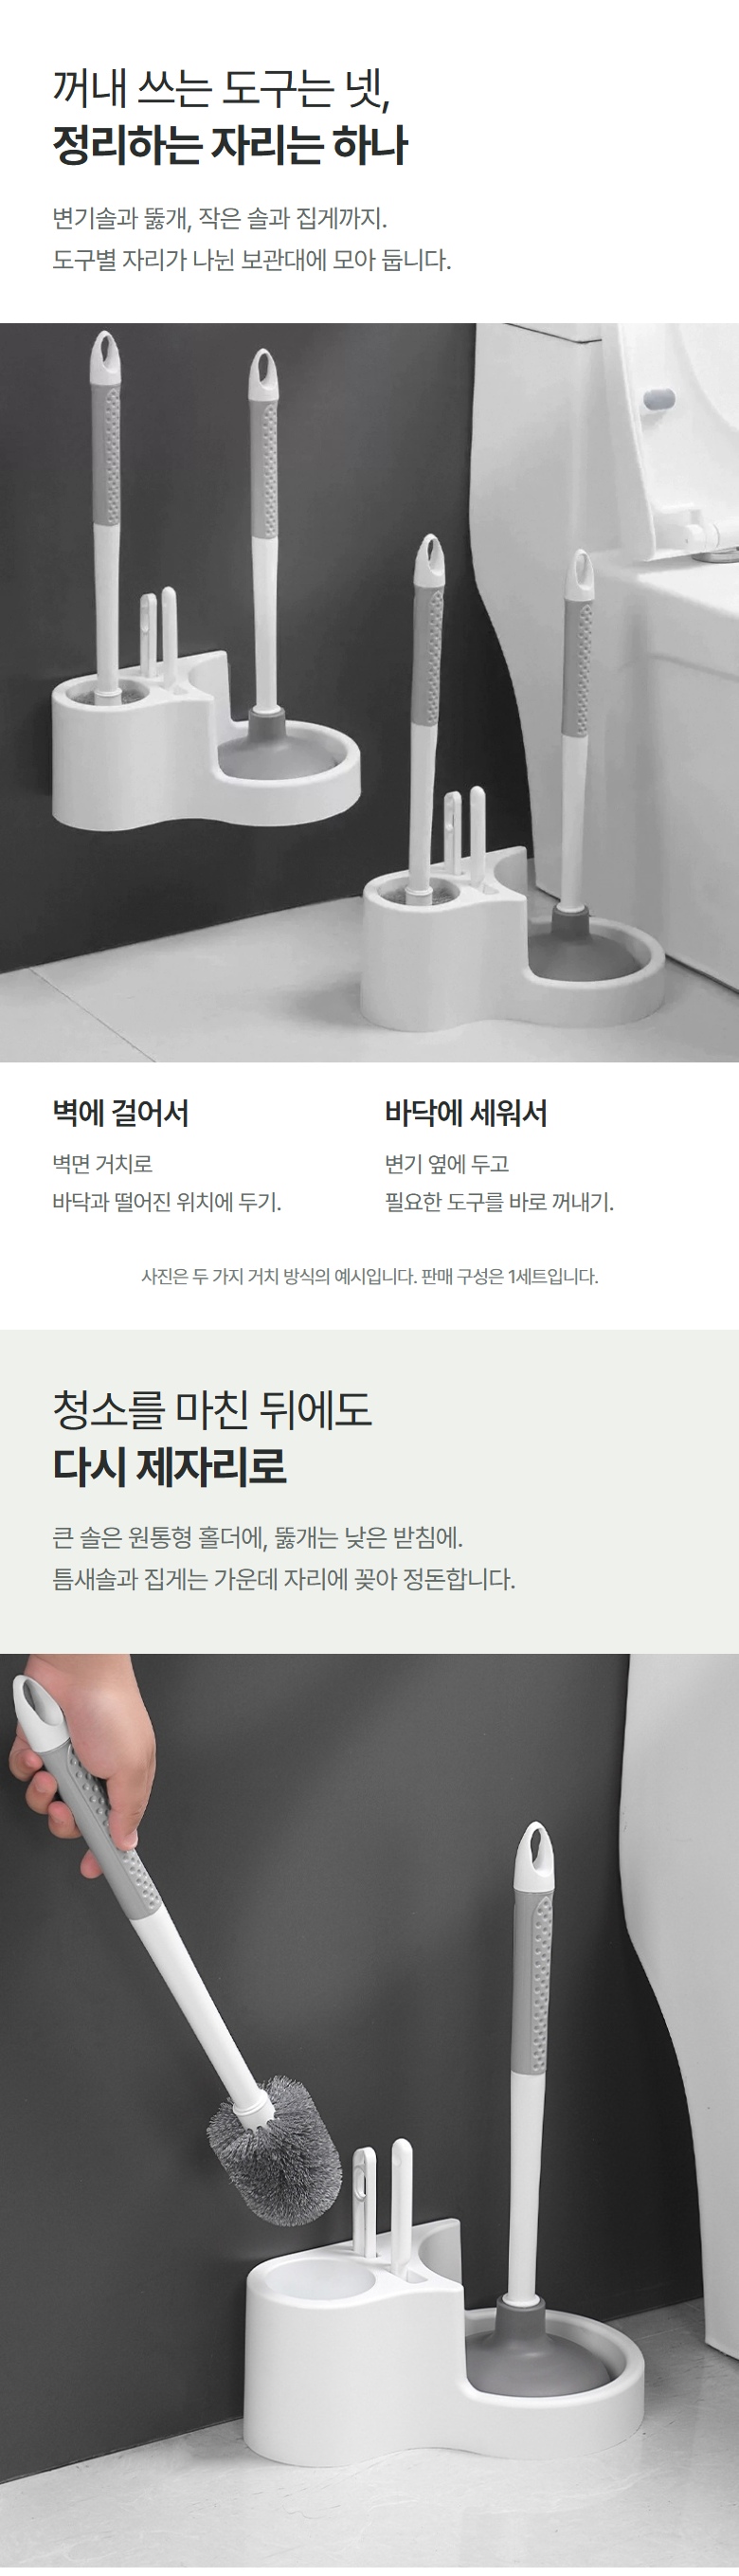 꺼내 쓰는 도구는 넷,
정리하는 자리는 하나
변기솔과 뚫개, 작은 솔과 집게까지.
도구별 자리가 나뉜 보관대에 모아 둡니다.
벽에 걸어서
벽면 거치로
바닥과 떨어진 위치에 두기.
바닥에 세워서
변기 옆에 두고
필요한 도구를 바로 꺼내기.
사진은 두 가지 거치 방식의 예시입니다. 판매 구성은 1세트입니다.
청소를 마친 뒤에도
다시 제자리로
큰 솔은 원통형 홀더에, 뚫개는 낮은 받침에.
틈새솔과 집게는 가운데 자리에 꽂아 정돈합니다.